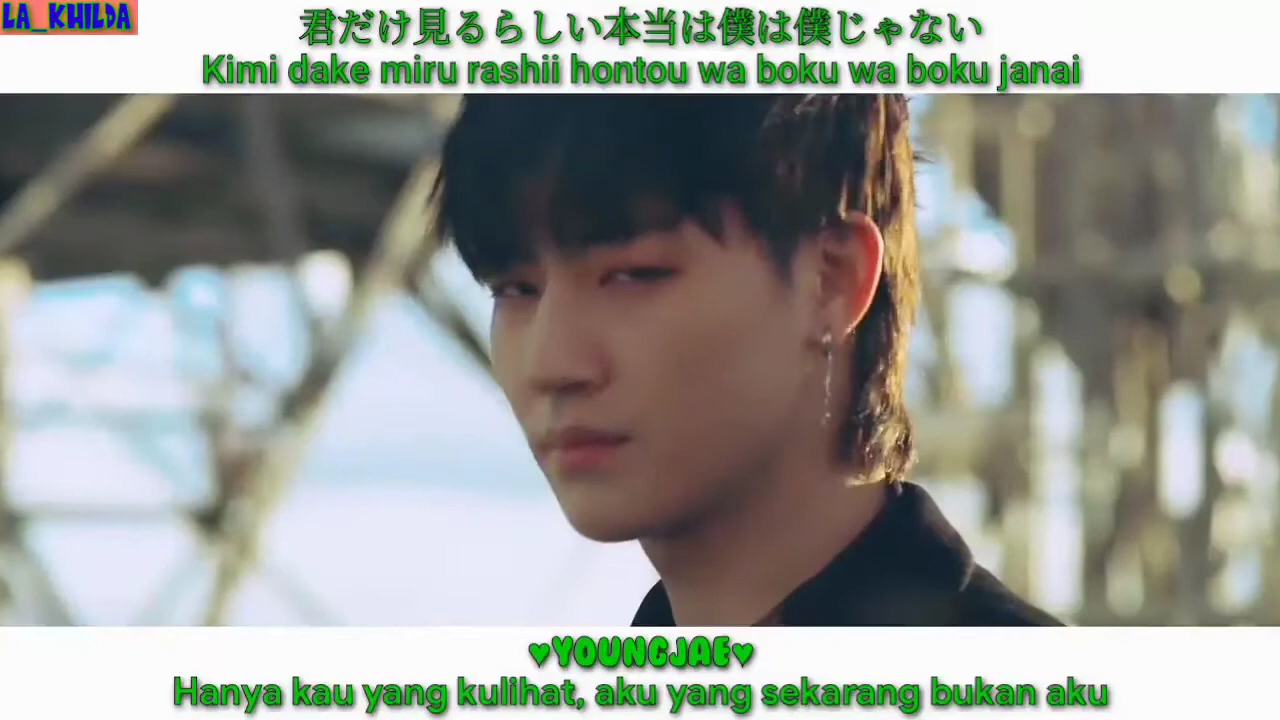 LA_KHILDA
君だけ見るらしい本当は僕は僕じゃない
Kimi dake miru rashii hontou wa boku wa boku janai
♥YOUNGJAE♥
Hanya kau yang kulihat, aku yang sekarang bukan aku